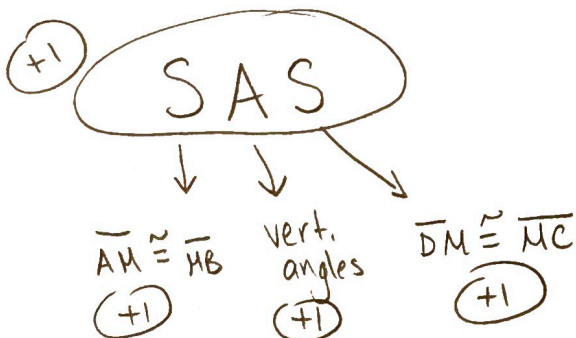 +1
SAS
AM ≅ MB
vert.
angles
DM ≅ MC
+1
+1
+1